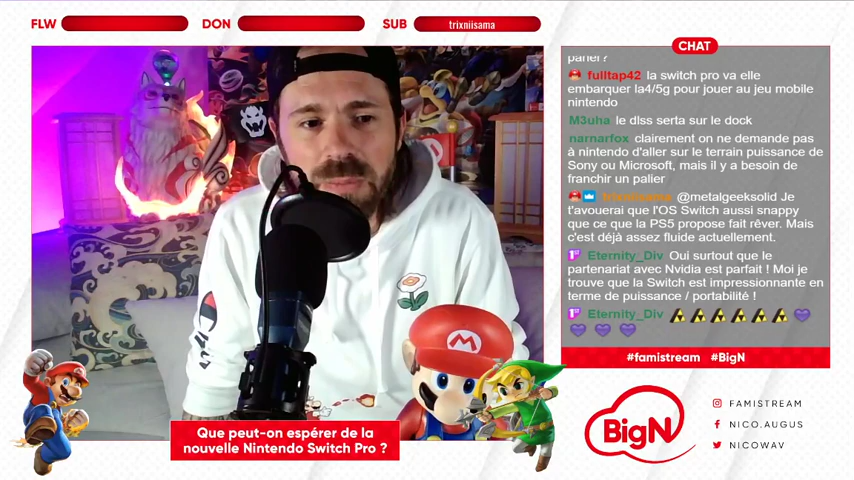 FLW
DON
SUB
trixniisama
CHAT
parler?
fulltap42 la switch pro va elle
embarquer la4/5g pour jouer au jeu mobile
nintendo
M3uha le dlss serta sur le dock
narnarfox clairement on ne demande pas
à nintendo d'aller sur le terrain puissance de
Sony ou Microsoft, mais il y a besoin de
franchir un palier
trixniisama @metalgeeksolid Je
t'avouerai que l'OS Switch aussi snappy
que ce que la PS5 propose fait rêver. Mais
c'est déjà assez fluide actuellement.
Eternity_Div Oui surtout que le
partenariat avec Nvidia est parfait ! Moi je
trouve que la Switch est impressionnante en
terme de puissance / portabilité !
Eternity_Div
#famistream #BigN
Que peut-on espérer de la
nouvelle Nintendo Switch Pro ?
BigN
FAMISTREAM
NICO.AUGUS
NICOWAV